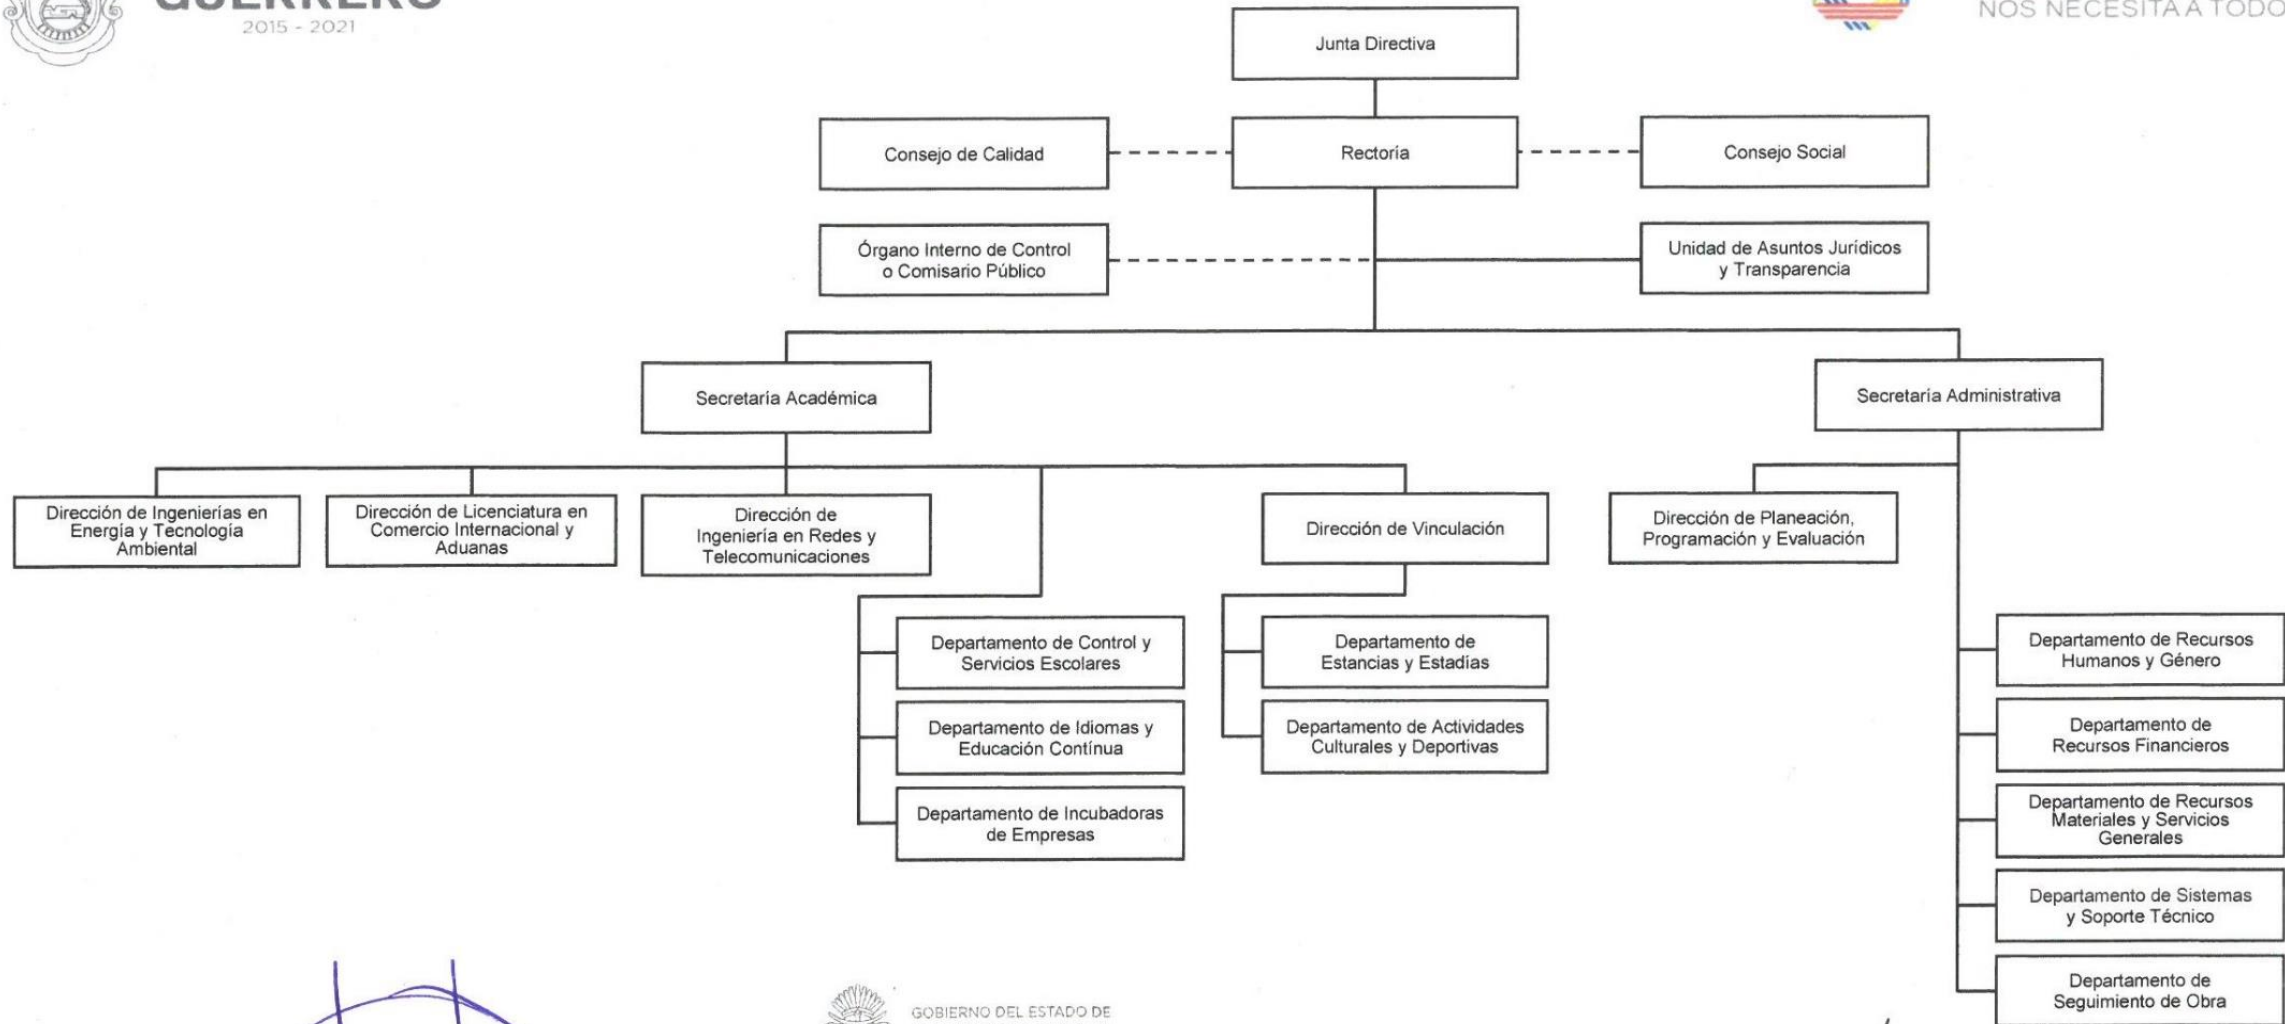 GUERRERO
2015 - 2021
NOS NECESITA A TODO
Junta Directiva
Consejo de Calidad
Rectoría
Consejo Social
Órgano Interno de Control
o Comisario Público
Unidad de Asuntos Jurídicos
y Transparencia
Secretaría Académica
Secretaría Administrativa
Dirección de Ingenierías en
Energía y Tecnología
Ambiental
Dirección de Licenciatura en
Comercio Internacional y
Aduanas
Dirección de
Ingeniería en Redes y
Telecomunicaciones
Dirección de Vinculación
Dirección de Planeación,
Programación y Evaluación
Departamento de Control y
Servicios Escolares
Departamento de Idiomas y
Educación Contínua
Departamento de Incubadoras
de Empresas
Departamento de
Estancias y Estadías
Departamento de Actividades
Culturales y Deportivas
Departamento de Recursos
Humanos y Género
Departamento de
Recursos Financieros
Departamento de Recursos
Materiales y Servicios
Generales
Departamento de Sistemas
y Soporte Técnico
Departamento de
Seguimiento de Obra
GOBIERNO DEL ESTADO DE